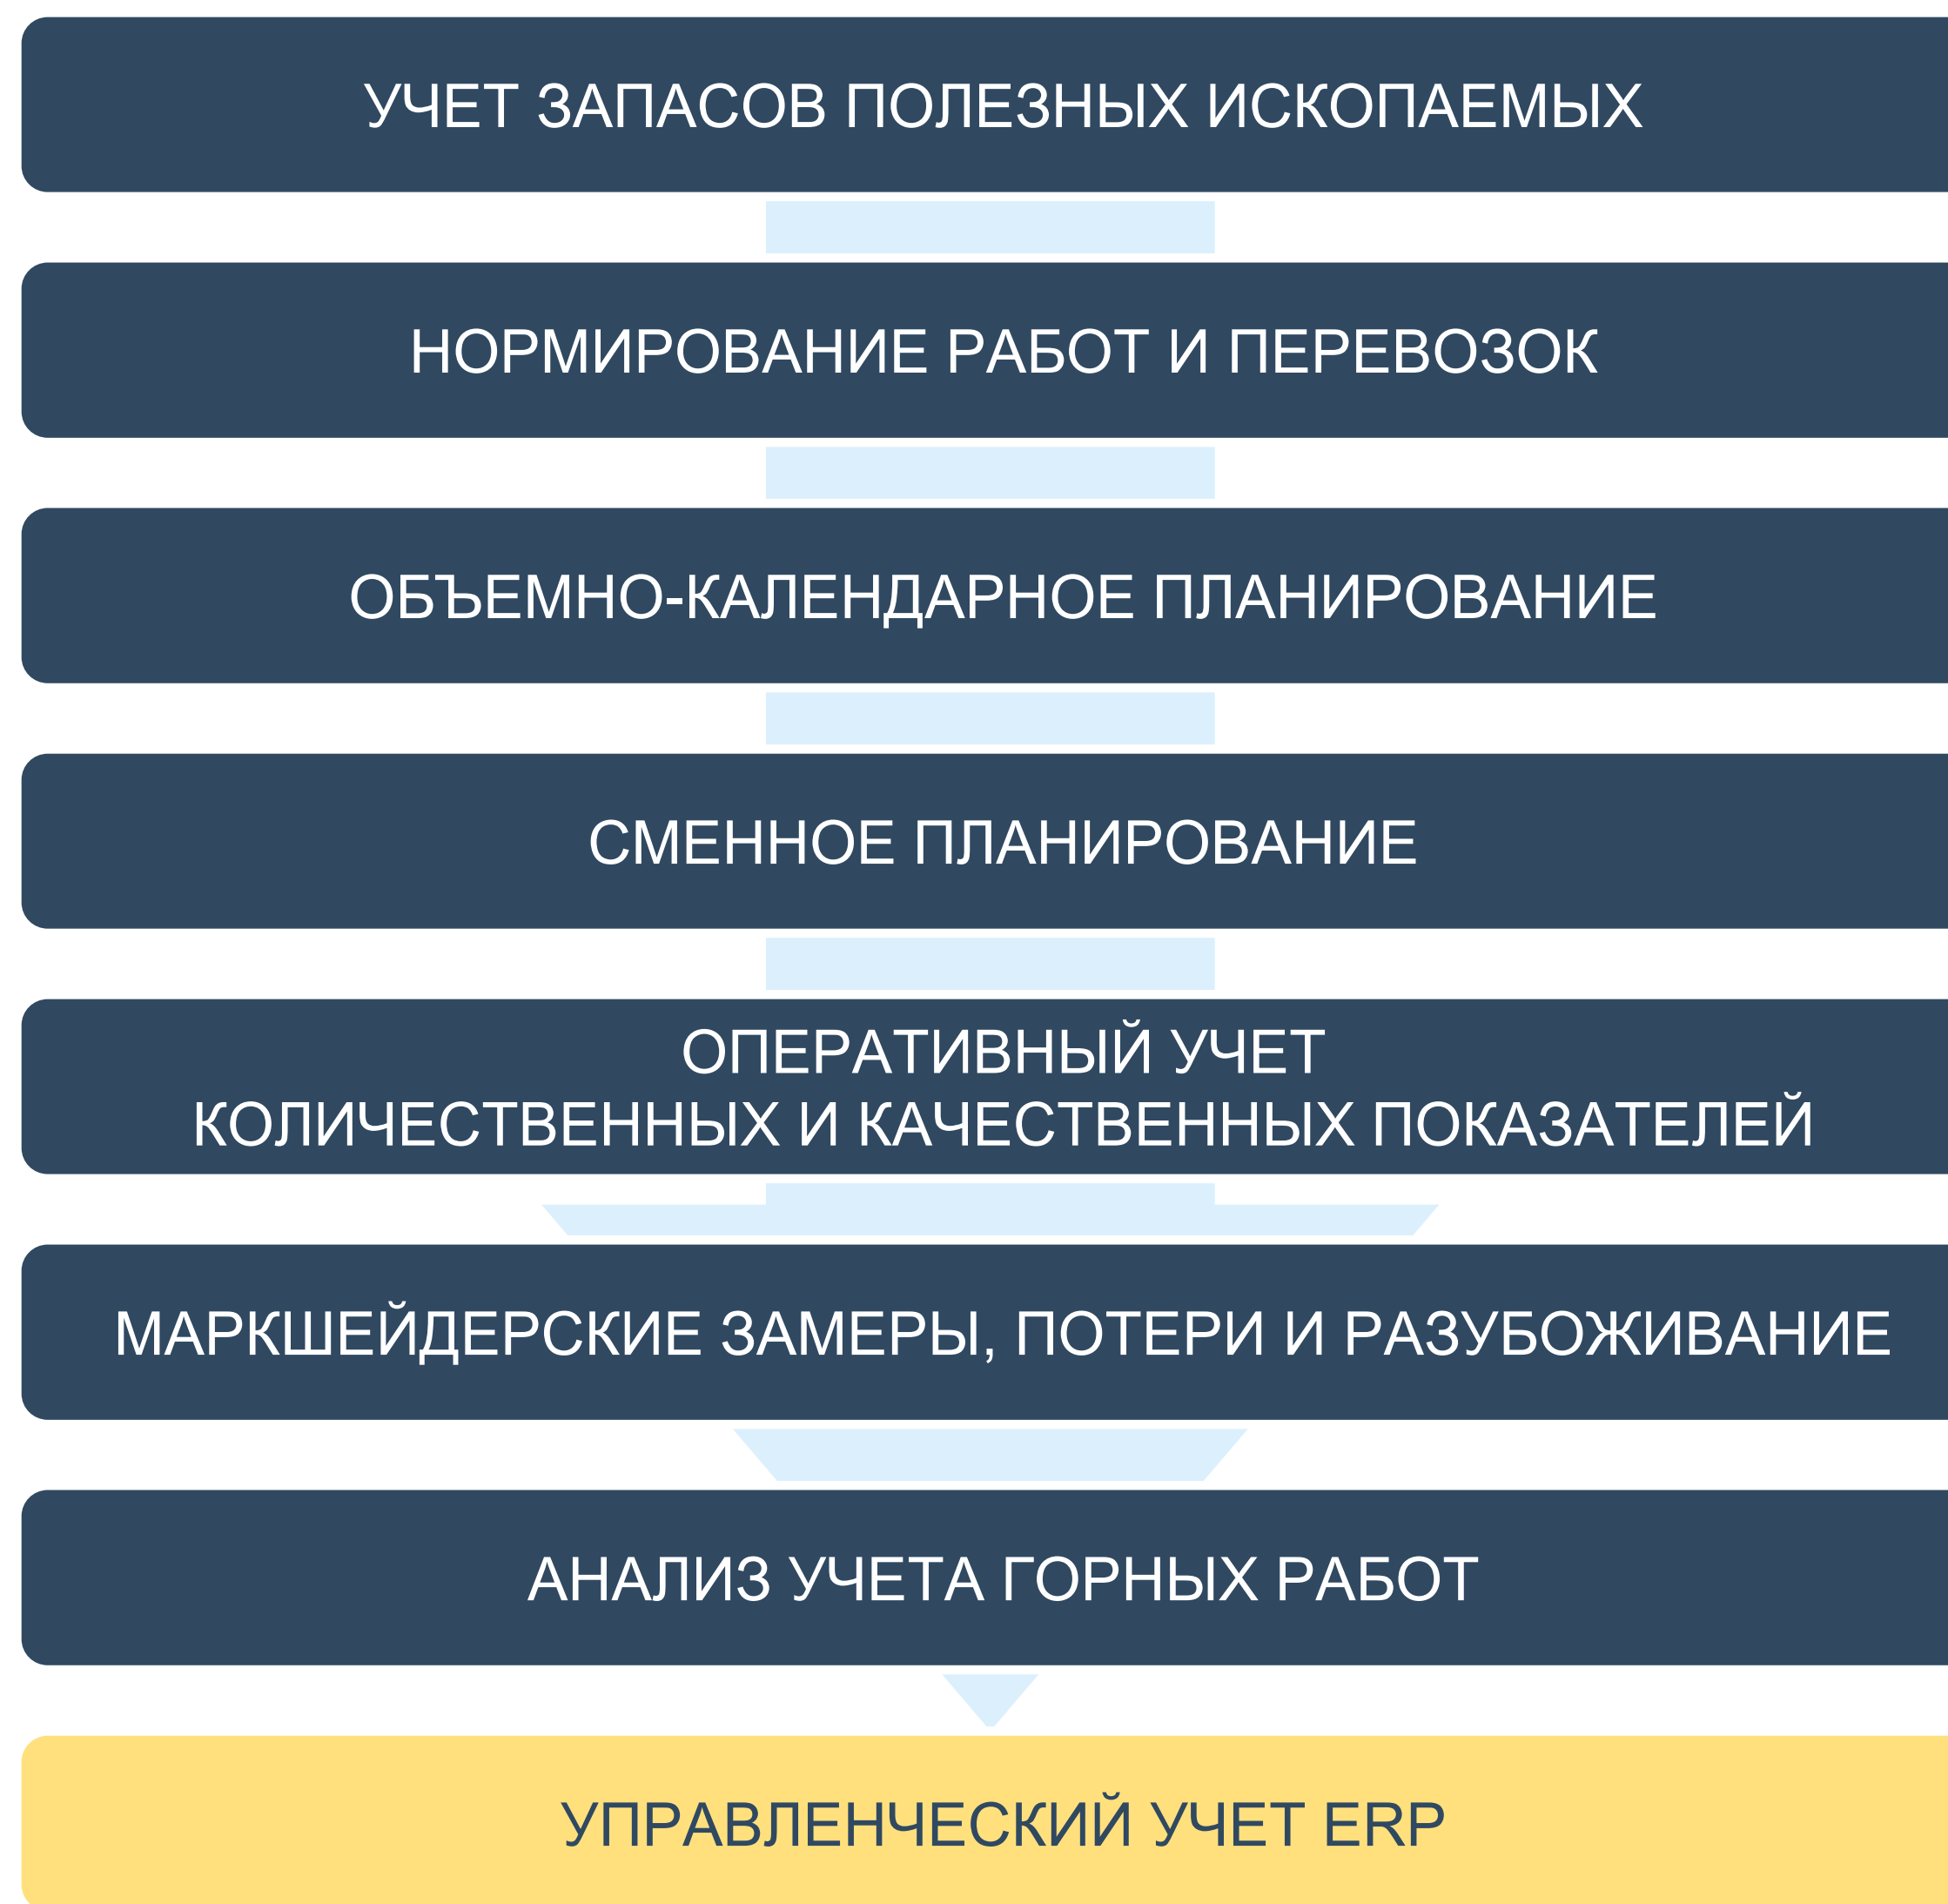 УЧЕТ ЗАПАСОВ ПОЛЕЗНЫХ ИСКОПАЕМЫХ
НОРМИРОВАНИЕ РАБОТ И ПЕРЕВОЗОК
ОБЪЕМНО-КАЛЕНДАРНОЕ ПЛАНИРОВАНИЕ
СМЕННОЕ ПЛАНИРОВАНИЕ
ОПЕРАТИВНЫЙ УЧЕТ
КОЛИЧЕСТВЕННЫХ И КАЧЕСТВЕННЫХ ПОКАЗАТЕЛЕЙ
МАРКШЕЙДЕРСКИЕ ЗАМЕРЫ, ПОТЕРИ И РАЗУБОЖИВАНИЕ
АНАЛИЗ УЧЕТА ГОРНЫХ РАБОТ
УПРАВЛЕНЧЕСКИЙ УЧЕТ ERP